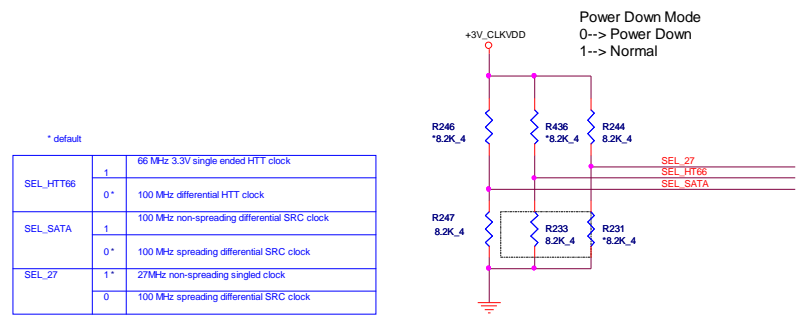 Power Down Mode
0--> Power Down
1--> Normal
+3V_CLKVDD
R246
*8.2K_4
R436
*8.2K_4
R244
8.2K_4
SEL_27
SEL_HT66
SEL_SATA
R247
8.2K_4
R233
8.2K_4
R231
*8.2K_4
* default
SEL_HTT66
1
66 MHz 3.3V single ended HTT clock
0 *
100 MHz differential HTT clock
SEL_SATA
1
100 MHz non-spreading differential SRC clock
0 *
100 MHz spreading differential SRC clock
SEL_27
1 *
27MHz non-spreading singled clock
0
100 MHz spreading differential SRC clock